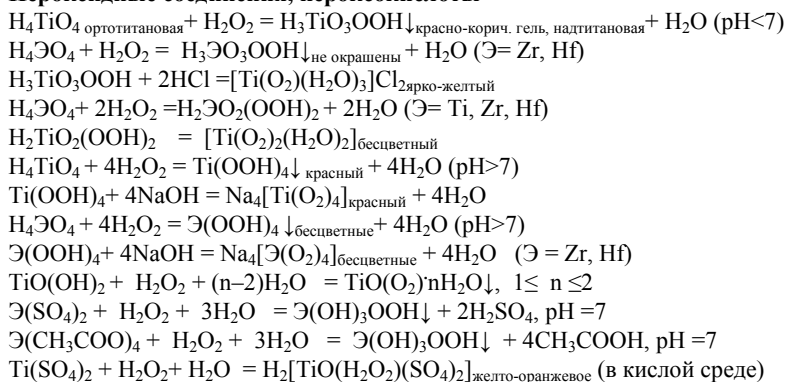 H₄TiO₄ ортотитановая+ H₂O₂ = H₃TiO₃OOH↓красно-корич. гель, надтитановая+ H₂O (pH<7)
H₄ЭO₄ + H₂O₂ = H₃ЭO₃OOH↓не окрашены + H₂O (Э= Zr, Hf)
H₃TiO₃OOH + 2HCl =[Ti(O₂)(H₂O)₃]Cl₂ярко-желтый
H₄ЭO₄+ 2H₂O₂ =H₂ЭO₂(OOH)₂ + 2H₂O (Э= Ti, Zr, Hf)
H₂TiO₂(OOH)₂ = [Ti(O₂)₂(H₂O)₂]бесцветный
H₄TiO₄ + 4H₂O₂ = Ti(OOH)₄↓ красный + 4H₂O (pH>7)
Ti(OOH)₄+ 4NaOH = Na₄[Ti(O₂)₄]красный + 4H₂O
H₄ЭO₄ + 4H₂O₂ = Э(OOH)₄ ↓бесцветные+ 4H₂O (pH>7)
Э(OOH)₄+ 4NaOH = Na₄[Э(O₂)₄]бесцветные + 4H₂O (Э = Zr, Hf)
TiO(OH)₂ + H₂O₂ + (n–2)H₂O = TiO(O₂)·nH₂O↓, 1≤ n ≤2
Э(SO₄)₂ + H₂O₂ + 3H₂O = Э(OH)₃OOH↓ + 2H₂SO₄, pH =7
Э(CH₃COO)₄ + H₂O₂ + 3H₂O = Э(OH)₃OOH↓ + 4CH₃COOH, pH =7
Ti(SO₄)₂ + H₂O₂+ H₂O = H₂[TiO(H₂O₂)(SO₄)₂]желто-оранжевое (в кислой среде)